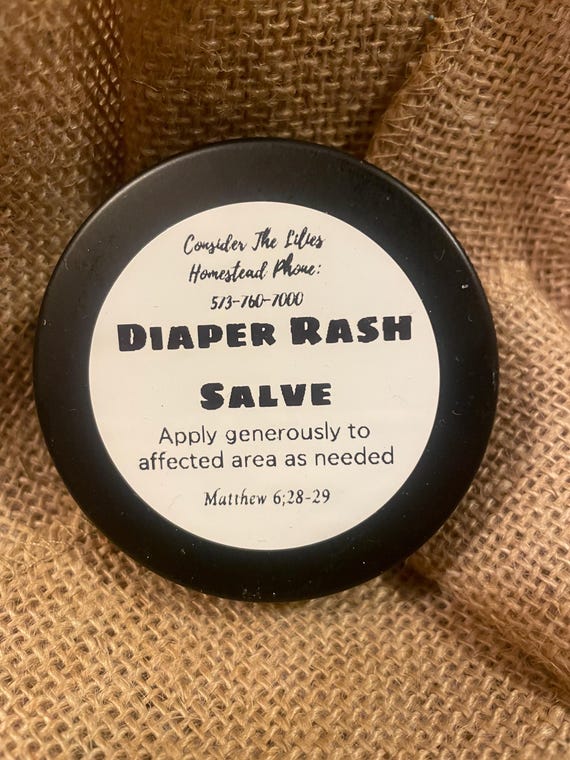 Consider The Lilies
Homestead Phone:
573-760-7000
DIAPER RASH
SALVE
Apply generously to
affected area as needed
Matthew 6;28-29